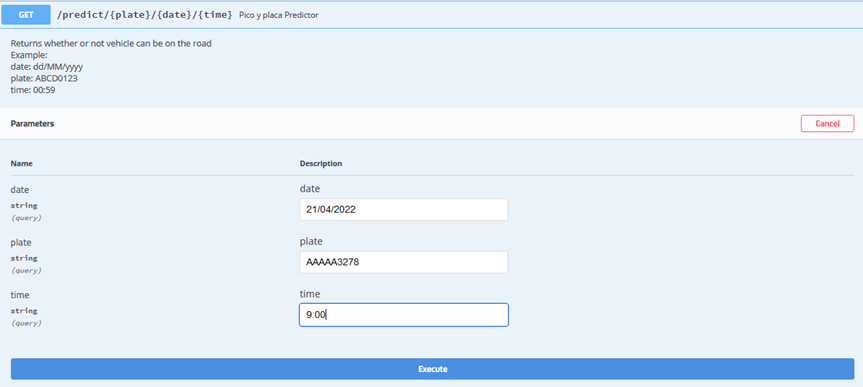 GET /predict/{plate}/{date}/{time} Pico y placa Predictor
Returns whether or not vehicle can be on the road
Example:
date: dd/MM/yyyy
plate: ABCD0123
time: 00:59
Parameters Cancel
Name Description
date date
string
(query)
21/04/2022
plate plate
string
(query)
AAAAA3278
time time
string
(query)
9:00
Execute